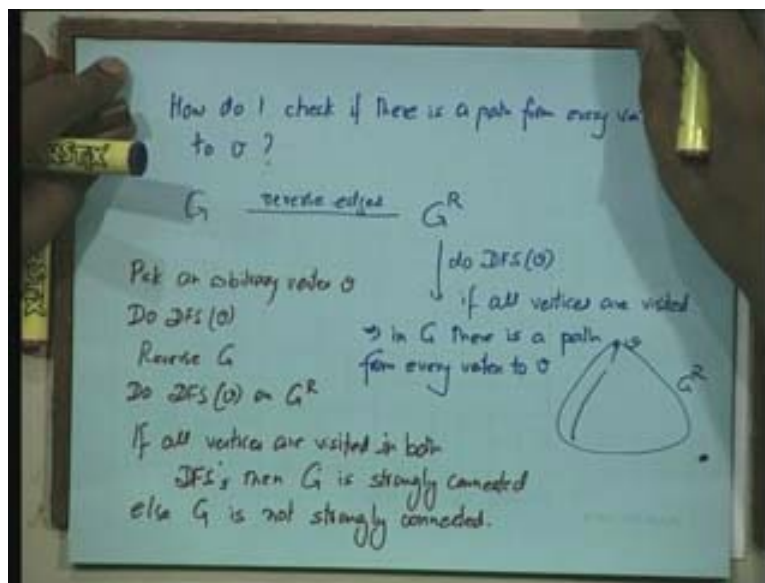 How do I check if there is a path from every
to v?
G reverse edges G^R
do DFS(v)
if all vertices are visited
⇒ in G there is a path
from every vertex to v
Pick an arbitrary vertex v
Do DFS(v)
Reverse G
Do DFS(v) on G^R
If all vertices are visited in both
DFS's then G is strongly connected
else G is not strongly connected.
v
G^R